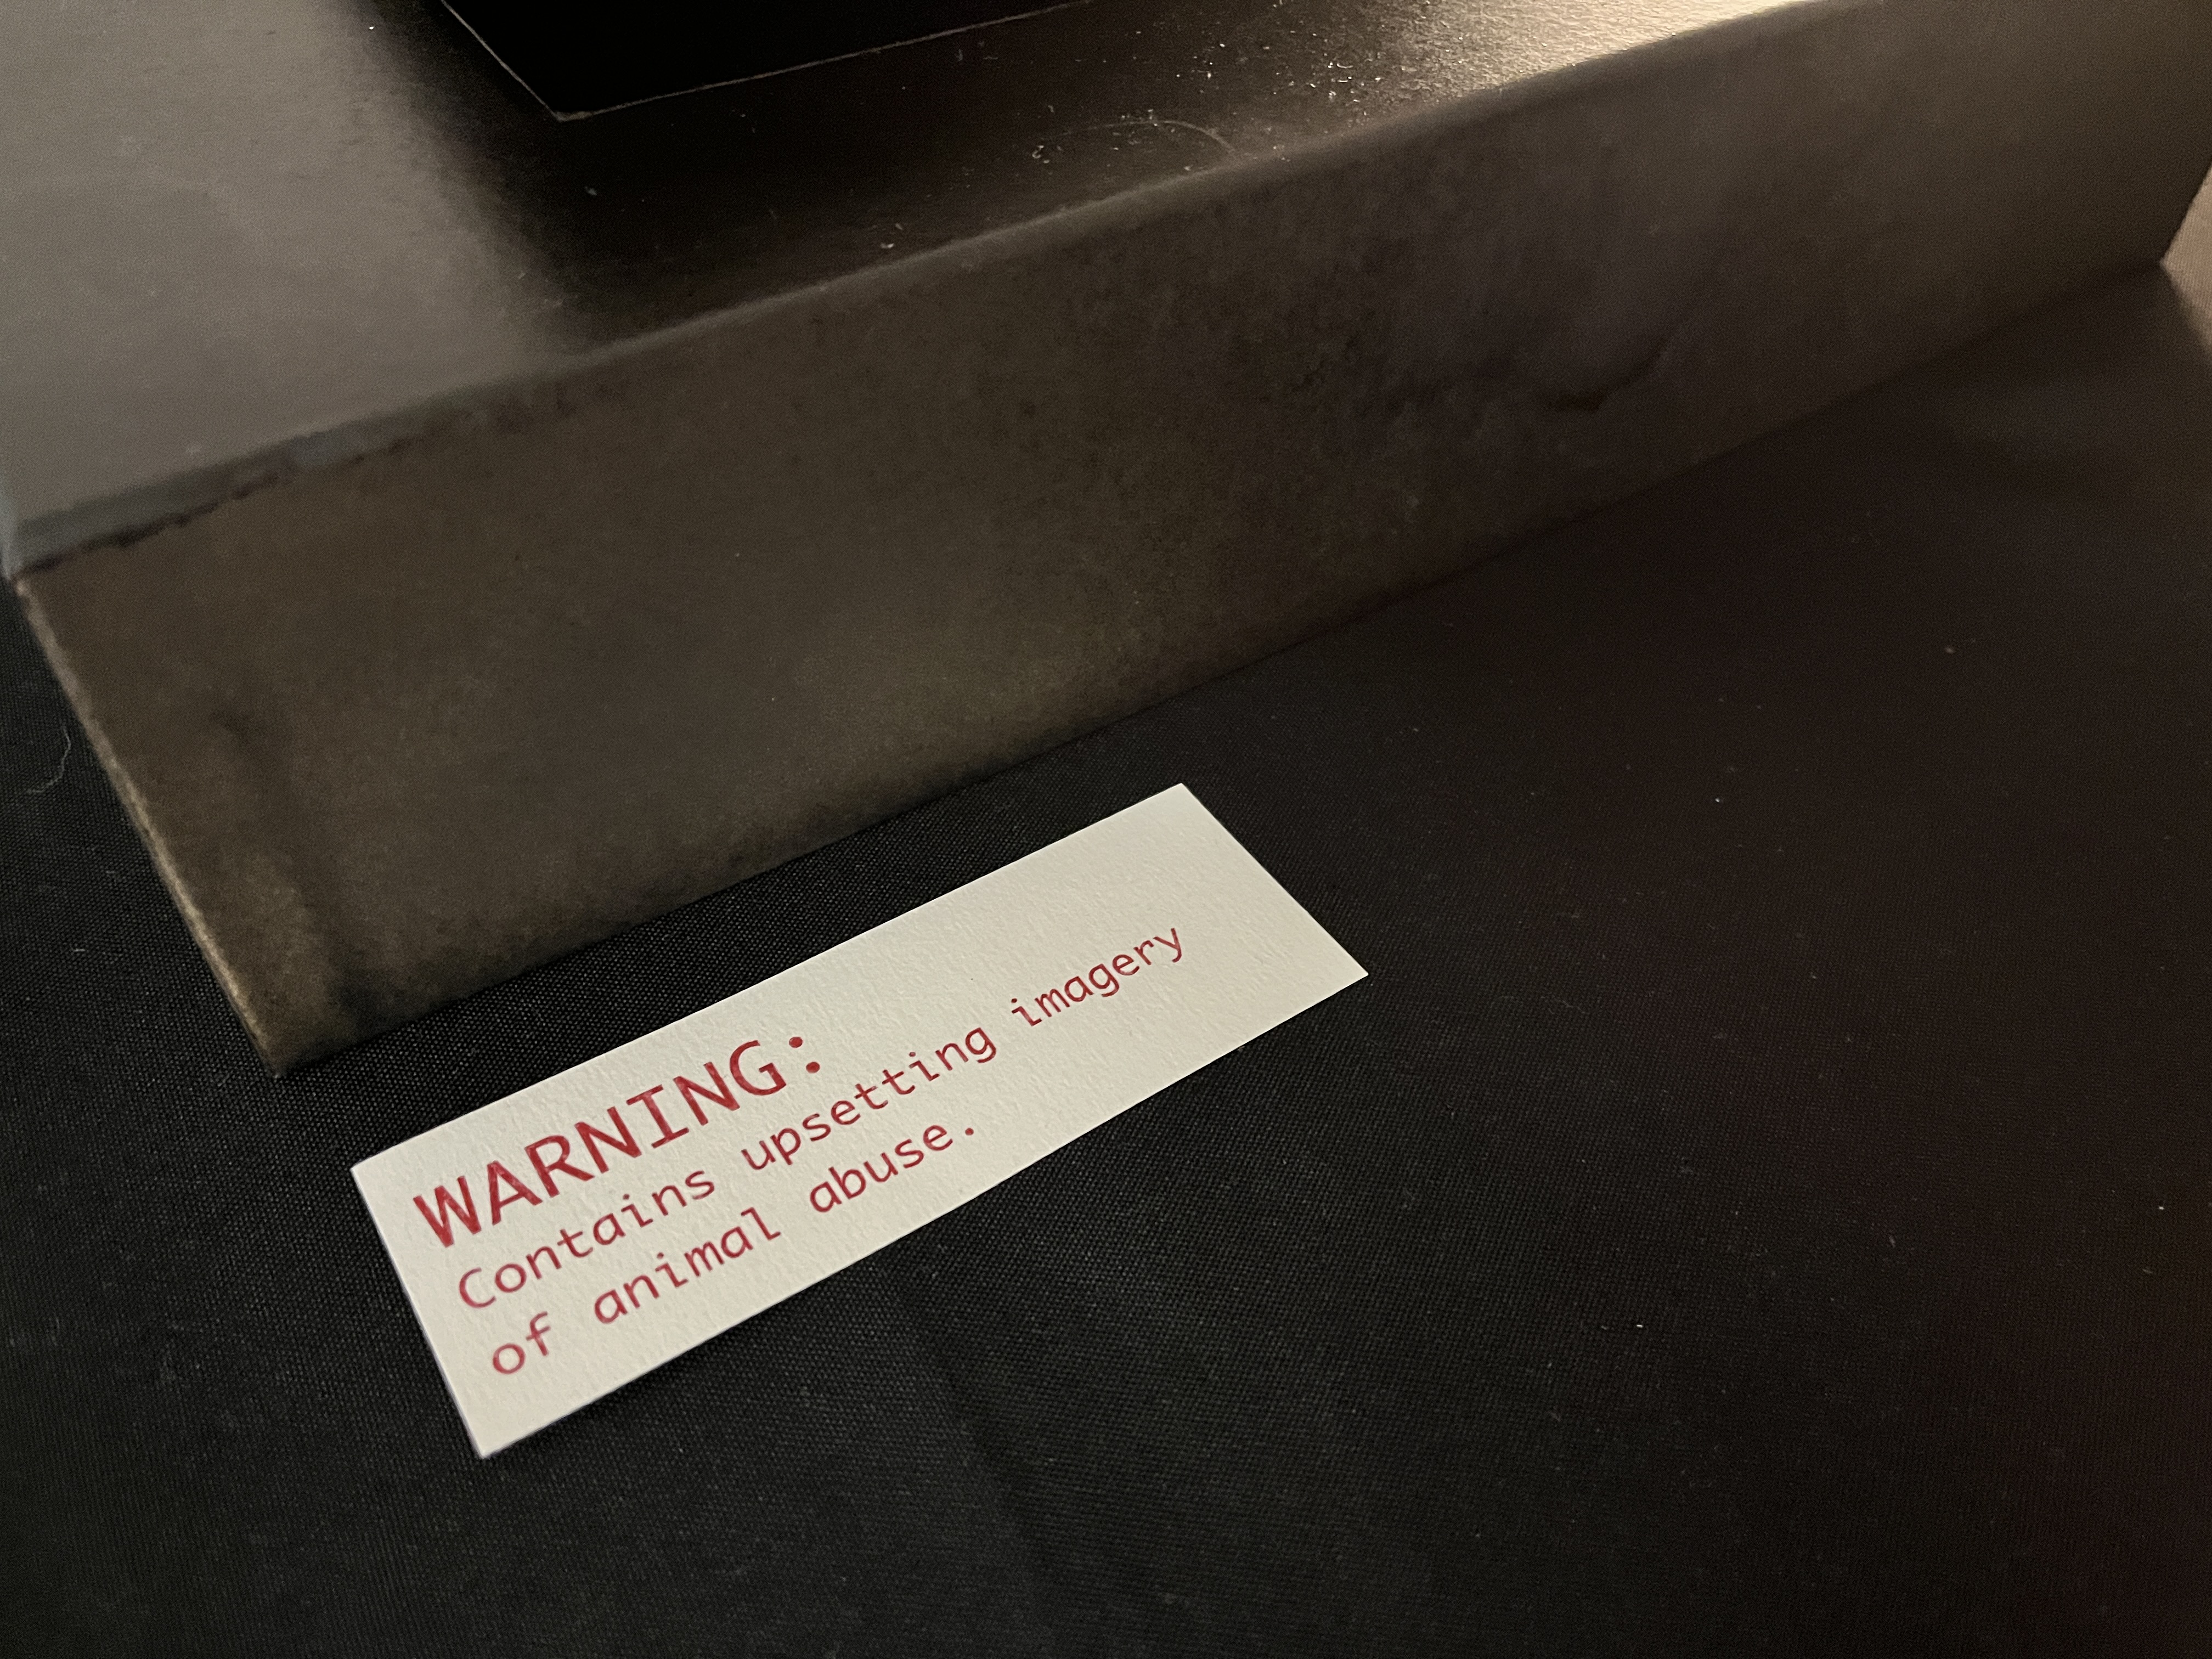 WARNING:
Contains upsetting imagery
of animal abuse.